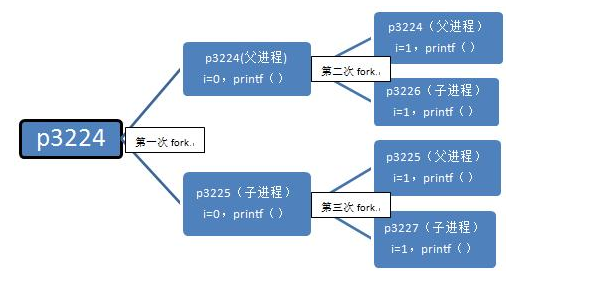 p3224
第一次 fork.
p3224(父进程)
i=0，printf（）
第二次 fork.
p3224（父进程）
i=1，printf（）
p3226（子进程）
i=1，printf（）
p3225（子进程）
i=0，printf（）
第三次 fork.
p3225（父进程）
i=1，printf（）
p3227（子进程）
i=1，printf（）